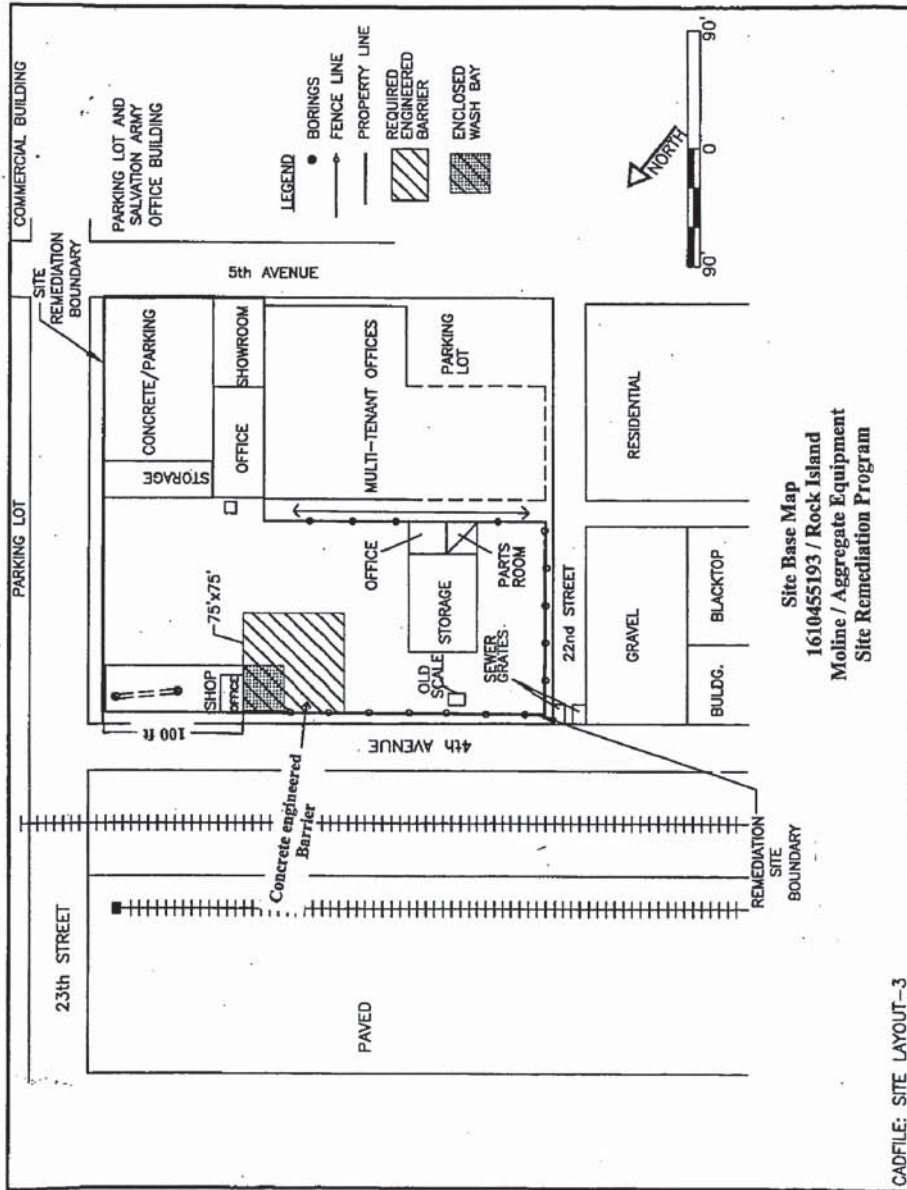 PARKING LOT
COMMERCIAL BUILDING
SITE
REMEDIATION
BOUNDARY
PARKING LOT AND
SALVATION ARMY
OFFICE BUILDING
23th STREET
5th AVENUE
CONCRETE/PARKING
STORAGE
SHOWROOM
OFFICE
MULTI-TENANT OFFICES
PARKING
LOT
LEGEND
BORINGS
FENCE LINE
PROPERTY LINE
REQUIRED
ENGINEERED
BARRIER
ENCLOSED
WASH BAY
NORTH
90'
0
90'
SHOP
OFFICE
100 ft
75'x75'
Concrete engineered
Barrier
4th AVENUE
OFFICE
PARTS
ROOM
STORAGE
OLD
SCALE
SEWER
GRATES
22nd STREET
PAVED
GRAVEL
BULDG.
BLACKTOP
RESIDENTIAL
REMEDIATION
SITE
BOUNDARY
Site Base Map
1610455193 / Rock Island
Moline / Aggregate Equipment
Site Remediation Program
CADFILE: SITE LAYOUT-3